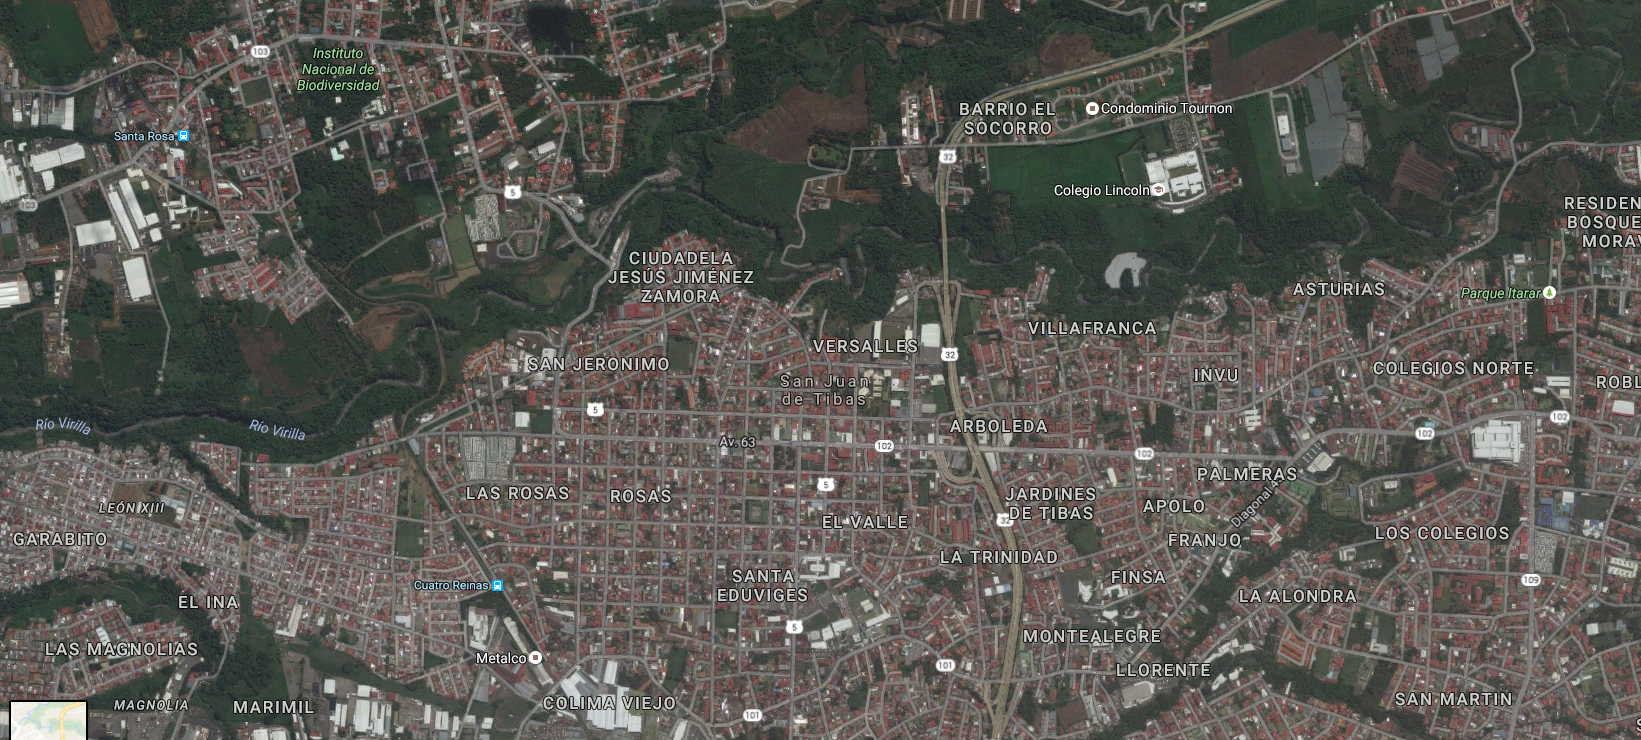 103
Instituto
Nacional de
Biodiversidad
Santa Rosa
103
5
BARRIO EL
SOCORRO
Condominio Tournon
32
Colegio Lincoln
RESIDEN
BOSQUE
MORA
CIUDADELA
JESÚS JIMÉNEZ
ZAMORA
ASTURIAS
Parque Itarar
VILLAFRANCA
VERSALLES
32
SAN JERONIMO
San Juan
de Tibas
INVU
COLEGIOS NORTE
ROBL
5
Río Virilla
Río Virilla
ARBOLEDA
102
102
Av. 63
102
102
PALMERAS
LAS ROSAS
ROSAS
5
JARDINES
DE TIBAS
32
LEÓN XIII
EL VALLE
APOLO
Diagonal A
GARABITO
FRANJO
LOS COLEGIOS
LA TRINIDAD
Cuatro Reinas
SANTA
EDUVIGES
FINSA
109
EL INA
LA ALONDRA
5
LAS MAGNOLIAS
MONTEALEGRE
Metalco
101
LLORENTE
MAGNOLIA
MARIMIL
COLIMA VIEJO
101
SAN MARTIN
S